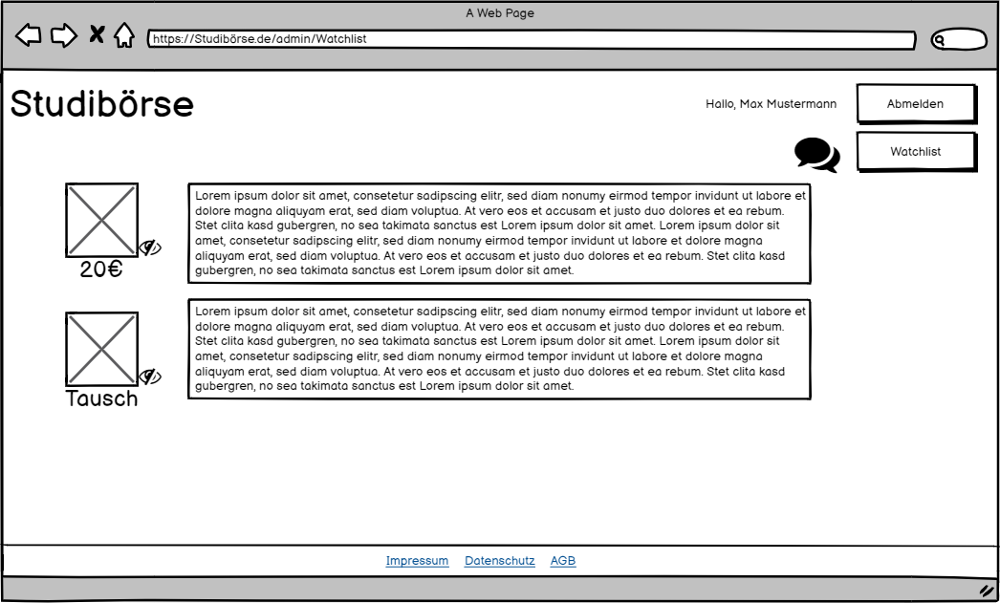 A Web Page
https://Studibörse.de/admin/Watchlist
Studibörse
Hallo, Max Mustermann
Abmelden
Watchlist
Lorem ipsum dolor sit amet, consetetur sadipscing elitr, sed diam nonumy eirmod tempor invidunt ut labore et
dolore magna aliquyam erat, sed diam voluptua. At vero eos et accusam et justo duo dolores et ea rebum.
Stet clita kasd gubergren, no sea takimata sanctus est Lorem ipsum dolor sit amet. Lorem ipsum dolor sit
amet, consetetur sadipscing elitr, sed diam nonumy eirmod tempor invidunt ut labore et dolore magna
aliquyam erat, sed diam voluptua. At vero eos et accusam et justo duo dolores et ea rebum. Stet clita kasd
gubergren, no sea takimata sanctus est Lorem ipsum dolor sit amet.
20€
Lorem ipsum dolor sit amet, consetetur sadipscing elitr, sed diam nonumy eirmod tempor invidunt ut labore et
dolore magna aliquyam erat, sed diam voluptua. At vero eos et accusam et justo duo dolores et ea rebum.
Stet clita kasd gubergren, no sea takimata sanctus est Lorem ipsum dolor sit amet. Lorem ipsum dolor sit
amet, consetetur sadipscing elitr, sed diam nonumy eirmod tempor invidunt ut labore et dolore magna
aliquyam erat, sed diam voluptua. At vero eos et accusam et justo duo dolores et ea rebum. Stet clita kasd
gubergren, no sea takimata sanctus est Lorem ipsum dolor sit amet.
Tausch
Impressum Datenschutz AGB